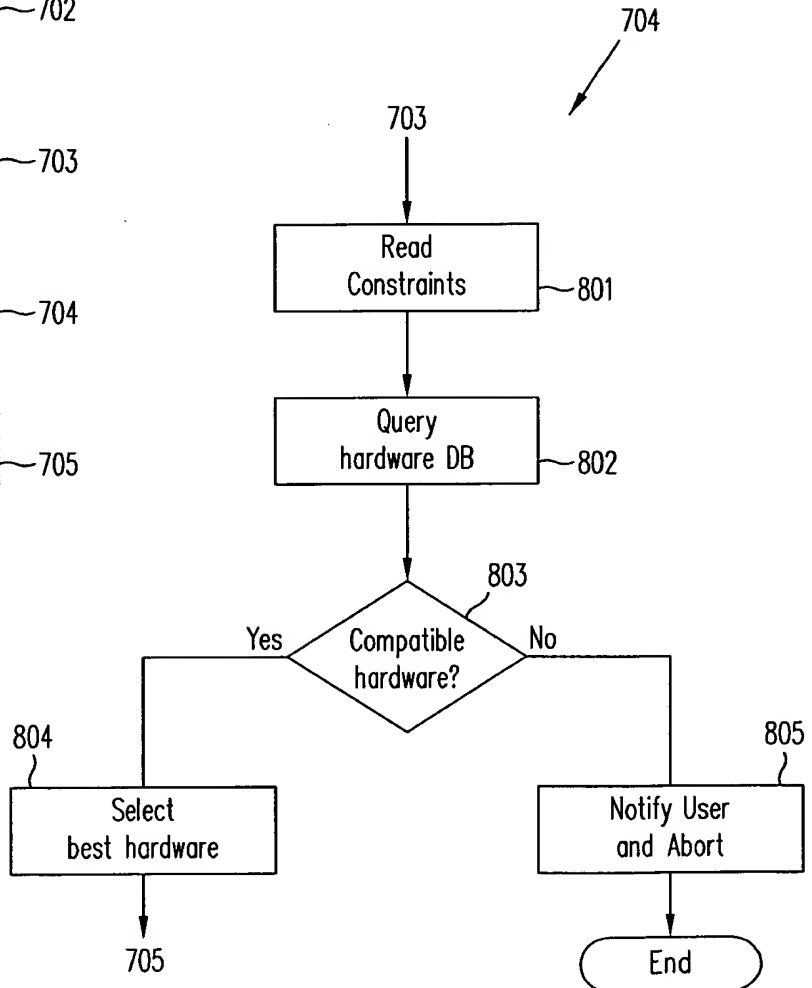 702
704
703
703
Read
Constraints
801
704
Query
hardware DB
802
705
803
Yes
Compatible
hardware?
No
804
805
Select
best hardware
Notify User
and Abort
705
End